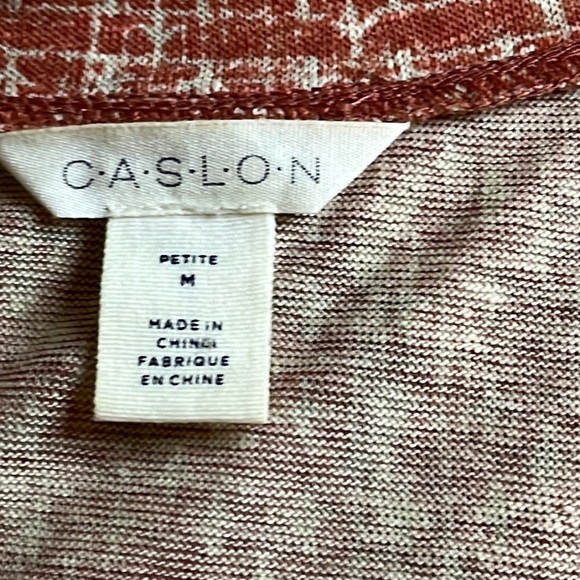 C·A·S·L·O·N
PETITE
M
MADE IN
CHINA
FABRIQUE
EN CHINE